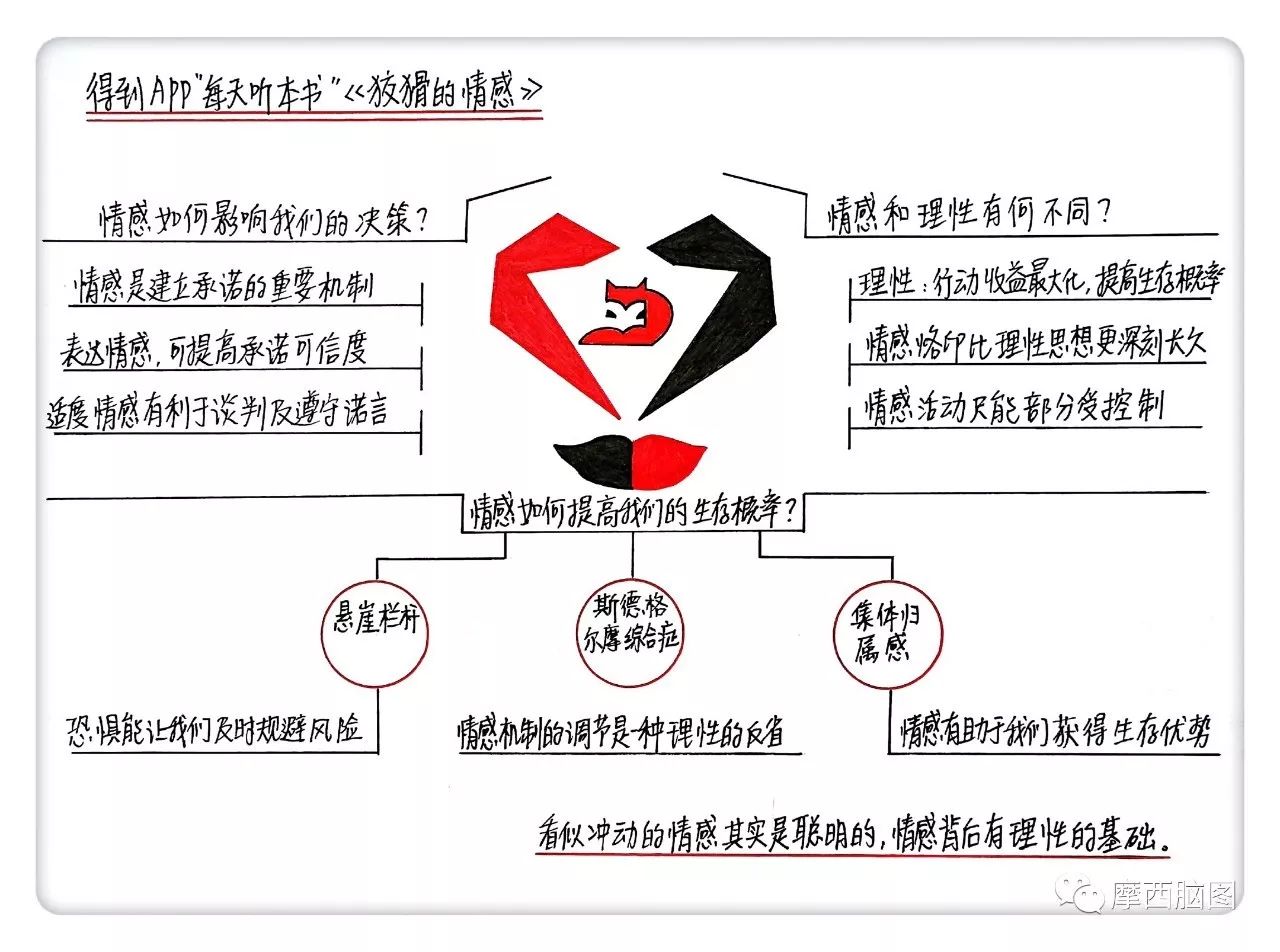 得到APP“每天听本书”《狡猾的情感》
情感如何影响我们的决策？
情感是建立承诺的重要机制
表达情感，可提高承诺可信度
适度情感有利于谈判及遵守诺言
情感和理性有何不同？
理性：行动收益最大化，提高生存概率
情感烙印比理性思想更深刻长久
情感活动只能部分受控制
情感如何提高我们的生存概率？
悬崖栏杆
恐惧能让我们及时规避风险
斯德格
尔摩综合症
情感机制的调节是一种理性的反省
集体归
属感
情感有助于我们获得生存优势
看似冲动的情感其实是聪明的，情感背后有理性的基础。
摩西脑图